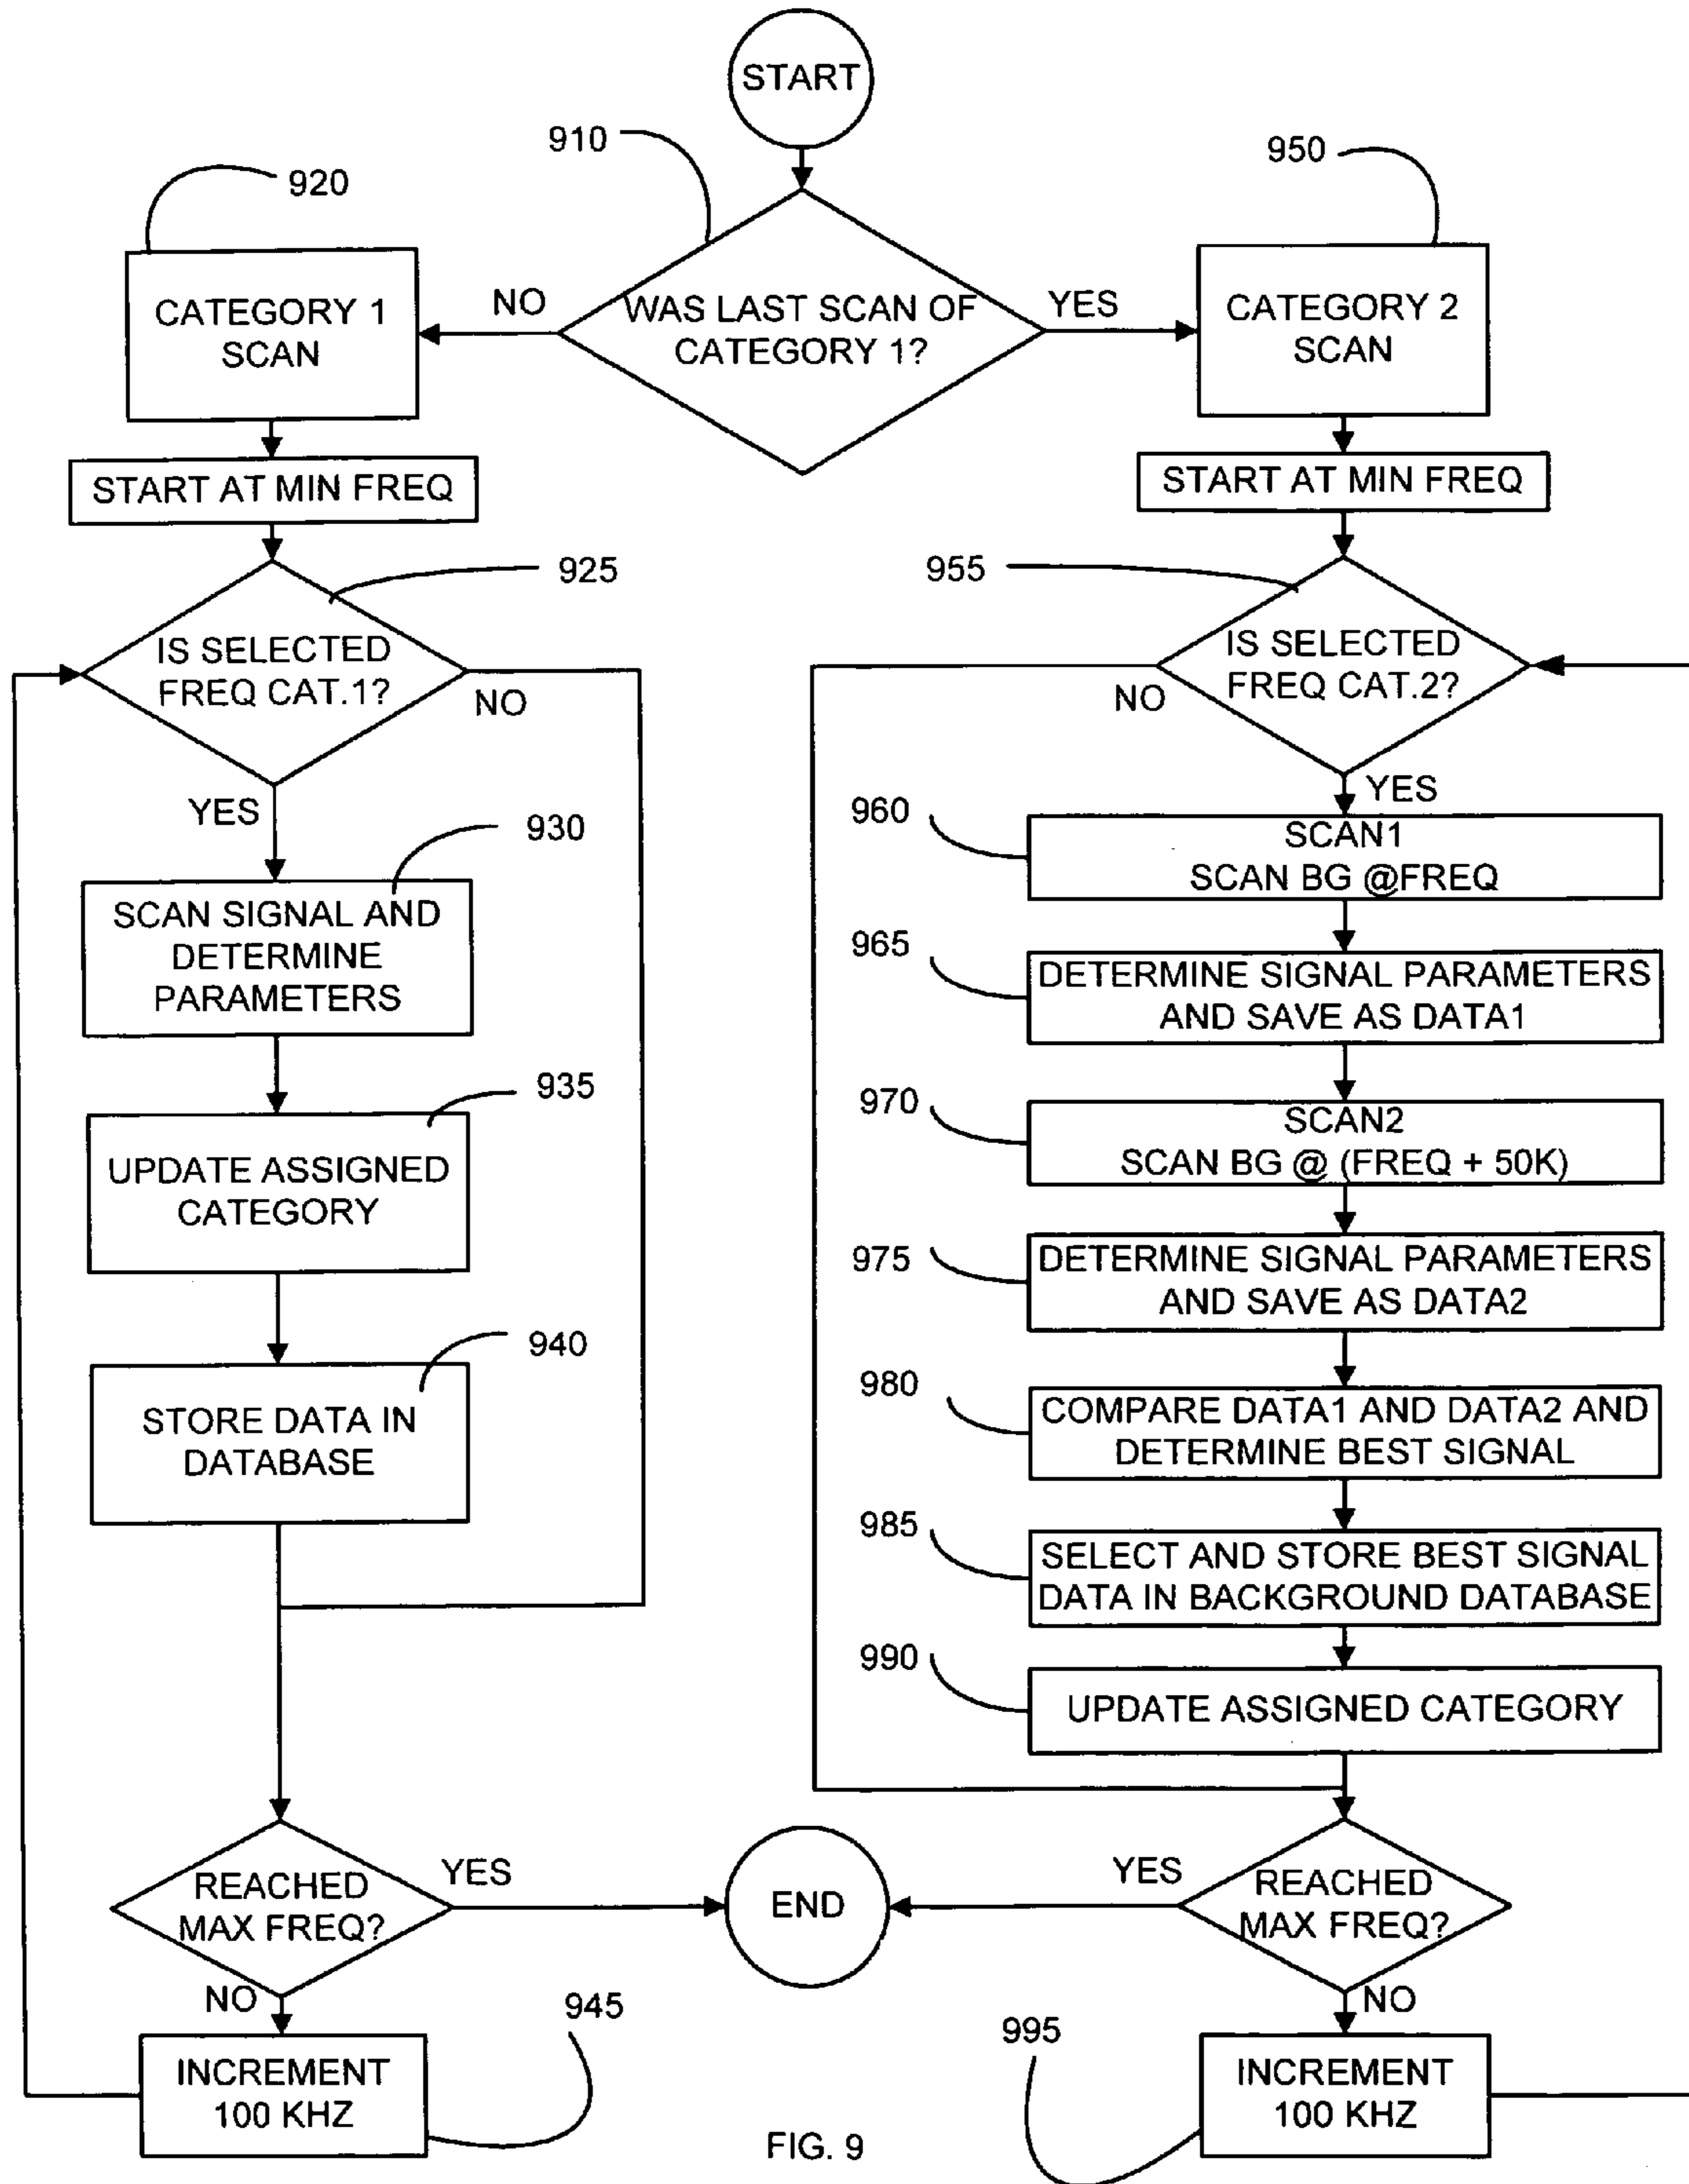 START
910
950
920
CATEGORY 1
SCAN
NO
WAS LAST SCAN OF
CATEGORY 1?
YES
CATEGORY 2
SCAN
START AT MIN FREQ
START AT MIN FREQ
925
955
IS SELECTED
FREQ CAT.1?
NO
IS SELECTED
FREQ CAT.2?
NO
YES
YES
930
SCAN SIGNAL AND
DETERMINE
PARAMETERS
935
UPDATE ASSIGNED
CATEGORY
940
STORE DATA IN
DATABASE
960
SCAN1
SCAN BG @FREQ
965
DETERMINE SIGNAL PARAMETERS
AND SAVE AS DATA1
970
SCAN2
SCAN BG @ (FREQ + 50K)
975
DETERMINE SIGNAL PARAMETERS
AND SAVE AS DATA2
980
COMPARE DATA1 AND DATA2 AND
DETERMINE BEST SIGNAL
985
SELECT AND STORE BEST SIGNAL
DATA IN BACKGROUND DATABASE
990
UPDATE ASSIGNED CATEGORY
REACHED
MAX FREQ?
YES
END
YES
REACHED
MAX FREQ?
NO
NO
945
995
INCREMENT
100 KHZ
INCREMENT
100 KHZ
FIG. 9